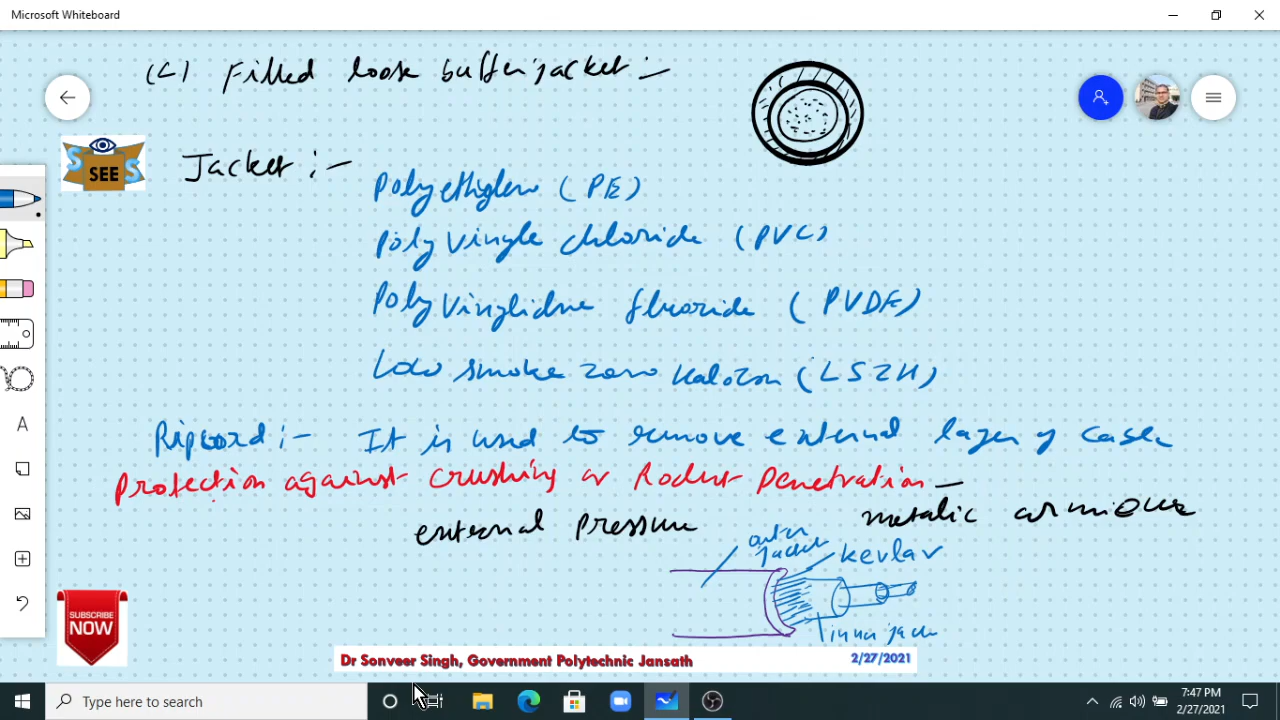 Microsoft Whiteboard
(C) Filled loose buffer jacket :-
S SEE S
Jacket :-
Polyethylene (PE)
Poly Vingle chloride (PVC)
Poly Vinylidne fluoride (PVDF)
Low smoke zero Halozon (LSZH)
Ripcord :- It is used to remove external layer of cable
Protection against crushing or Rodent Penetration -
external pressure
metalic armious
outer jacket
kevlar
inner jack
SUBSCRIBE NOW
Dr Sonveer Singh, Government Polytechnic Jansath
2/27/2021
Type here to search
7:47 PM
2/27/2021